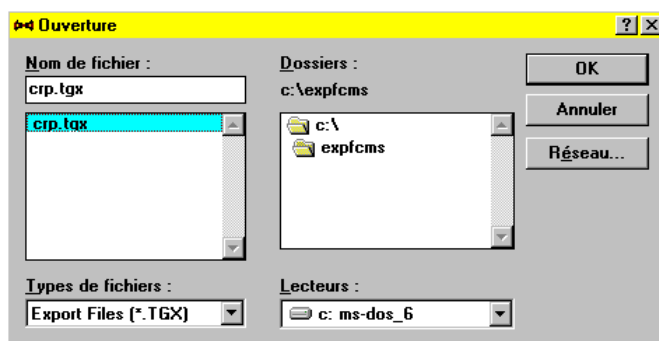 Ouverture
Nom de fichier :
crp.tgx
crp.tgx
Types de fichiers :
Export Files (*.TGX)
Dossiers :
c:\expfcms
c:\
expfcms
Lecteurs :
c: ms-dos_6
OK
Annuler
Réseau...